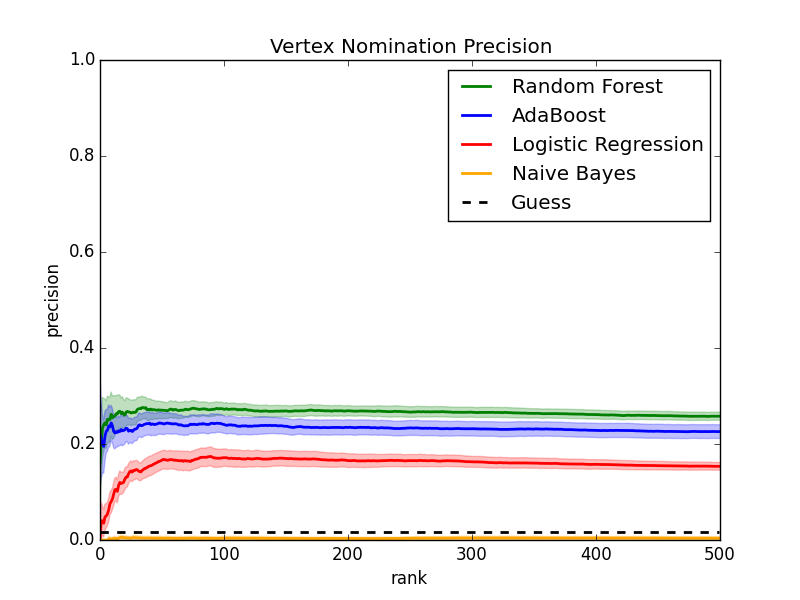 Vertex Nomination Precision
1.0
0.8
0.6
0.4
0.2
0.0
precision
Random Forest
AdaBoost
Logistic Regression
Naive Bayes
Guess
0 100 200 300 400 500
rank